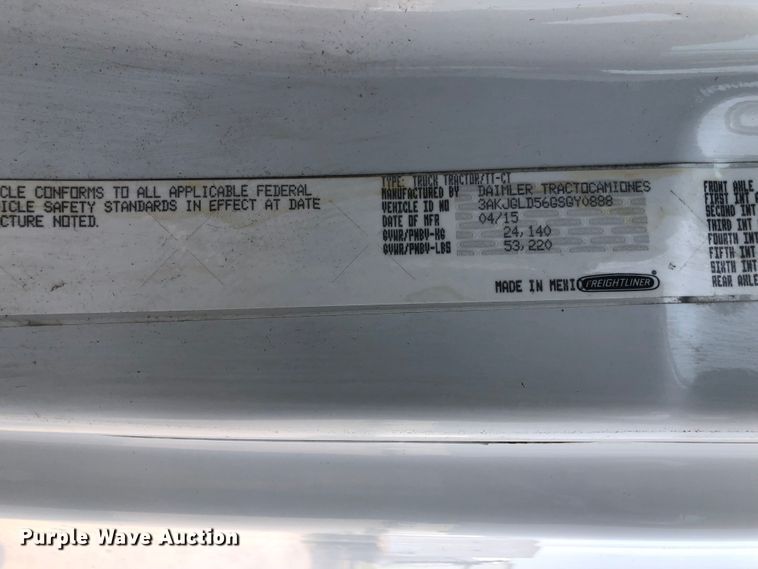 CLE CONFORMS TO ALL APPLICABLE FEDERAL
ICLE SAFETY STANDARDS IN EFFECT AT DATE
CTURE NOTED.
TYPE: TRUCK TRACTOR/TT-CT
MANUFACTURED BY DAIMLER TRACTOCAMIONES
VEHICLE ID NO 3AKJGLD56GSGY0888
DATE OF MFR 04/15
GVWR/PNBV-KG 24,140
GVWR/PNBV-LBS 53,220
MADE IN MEXICO
FREIGHTLINER
FRONT AXLE
FIRST INT
SECOND INT
THIRD INT
FOURTH INT
FIFTH INT
SIXTH INT
REAR AXLE
Purple Wave Auction